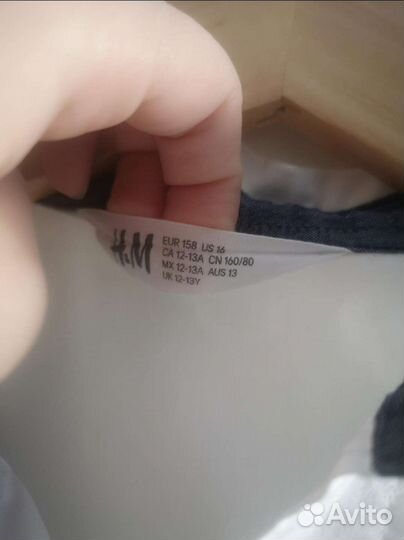 H&M
EUR 158 US 16
CA 12-13A CN 160/80
MX 12-13A AUS 13
UK 12-13Y
Avito